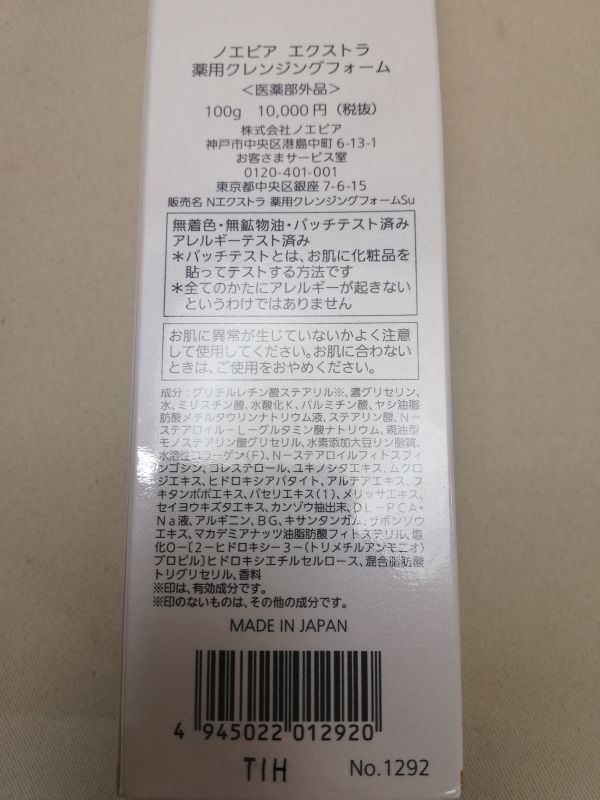 ノエビア エクストラ
薬用クレンジングフォーム
＜医薬部外品＞
100g 10,000円（税抜）
株式会社ノエビア
神戸市中央区港島中町6-13-1
お客さまサービス室
0120-401-001
東京都中央区銀座7-6-15
販売名 Nエクストラ 薬用クレンジングフォームSu
無着色・無鉱物油・パッチテスト済み
アレルギーテスト済み
＊パッチテストとは、お肌に化粧品を
貼ってテストする方法です
＊全てのかたにアレルギーが起きない
というわけではありません
お肌に異常が生じていないかよく注意
して使用してください。お肌に合わない
ときは、ご使用をおやめください。
成分：グリチルレチン酸ステアリル※、濃グリセリン、
水、ミリスチン酸、水酸化K、パルミチン酸、ヤシ油脂
肪酸メチルタウリンナトリウム液、ステアリン酸、N－
ステアロイル－L－グルタミン酸ナトリウム、親油型
モノステアリン酸グリセリル、水素添加大豆リン脂質、
水溶性コラーゲン（F）、N－ステアロイルフィトスフィ
ンゴシン、コレステロール、ユキノシタエキス、ムクロ
ジエキス、ヒドロキシアパタイト、アルテアエキス、フ
キタンポポエキス、パセリエキス（1）、メリッサエキス、
セイヨウキズタエキス、カンゾウ抽出末、DL－PCA・
Na液、アルギニン、BG、キサンタンガム、サボンソウ
エキス、マカデミアナッツ油脂肪酸フィトステリル、塩
化O－［2－ヒドロキシ－3－（トリメチルアンモニオ）
プロピル］ヒドロキシエチルセルロース、混合脂肪酸
トリグリセリル、香料
※印は、有効成分です。
※印のないものは、その他の成分です。
MADE IN JAPAN
4 945022 012920
TIH No.1292